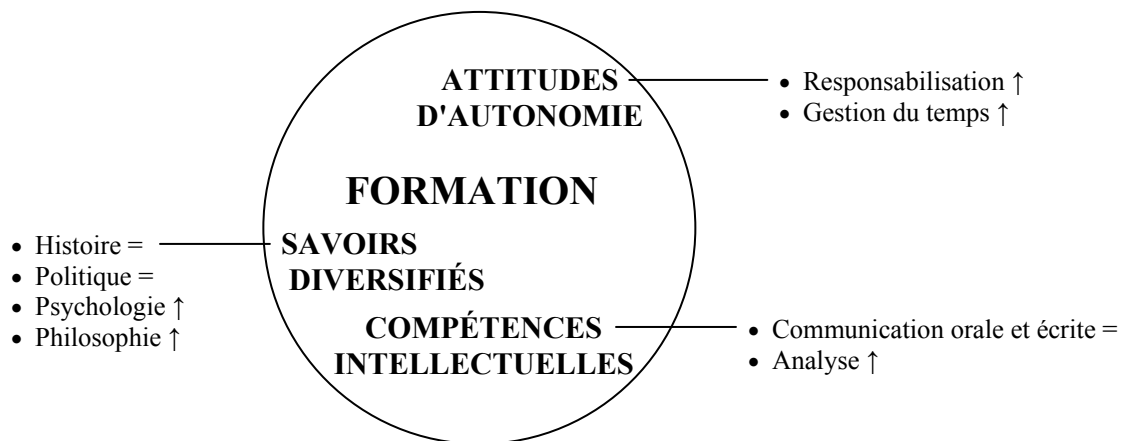 ATTITUDES
D'AUTONOMIE
• Responsabilisation ↑
• Gestion du temps ↑
FORMATION
• Histoire =
• Politique =
• Psychologie ↑
• Philosophie ↑
SAVOIRS
DIVERSIFIÉS
COMPÉTENCES
INTELLECTUELLES
• Communication orale et écrite =
• Analyse ↑